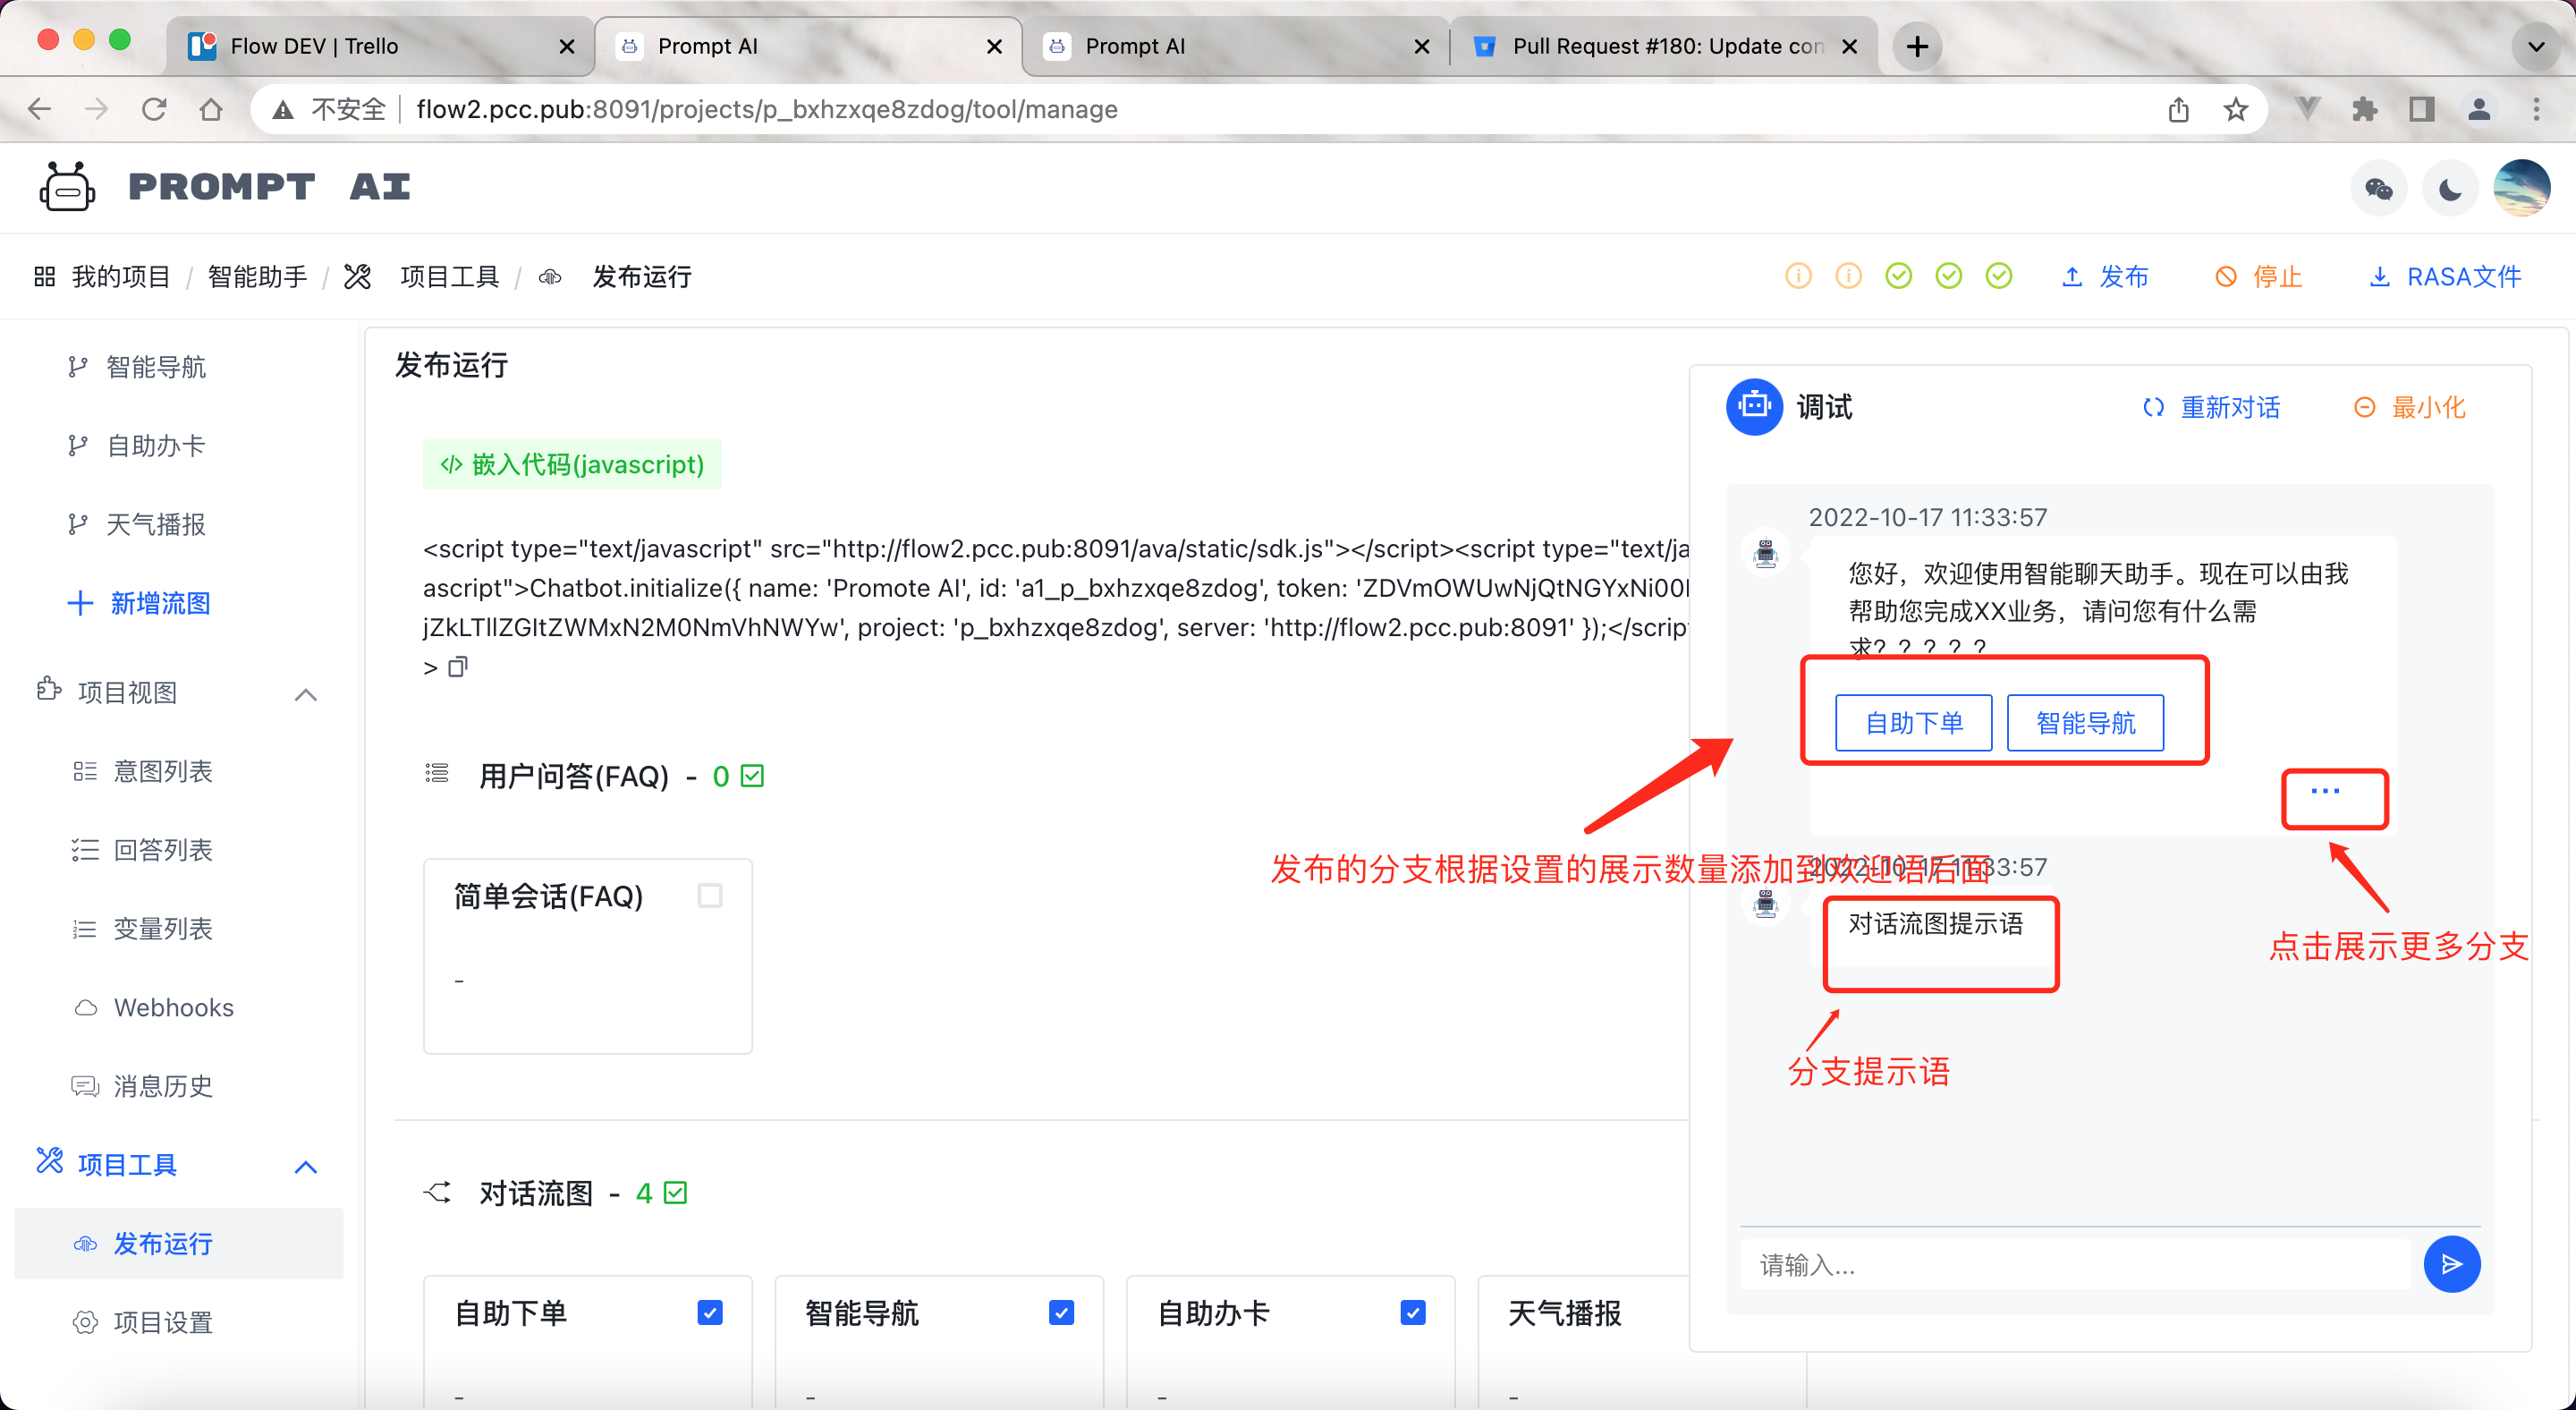 Flow DEV | Trello
Prompt AI
Prompt AI
Pull Request #180: Update con
不安全
flow2.pcc.pub:8091/projects/p_bxhzxqe8zdog/tool/manage
PROMPT AI
我的项目 / 智能助手 / 项目工具 / 发布运行
发布
停止
RASA文件
智能导航
自助办卡
天气播报
新增流图
项目视图
意图列表
回答列表
变量列表
Webhooks
消息历史
项目工具
发布运行
项目设置
发布运行
</> 嵌入代码(javascript)
<script type="text/javascript" src="http://flow2.pcc.pub:8091/ava/static/sdk.js"></script><script type="text/ja
ascript">Chatbot.initialize({ name: 'Promote AI', id: 'a1_p_bxhzxqe8zdog', token: 'ZDVmOWUwNjQtNGYxNi00
jZkLTllZGItZWMxN2M0NmVhNWYw', project: 'p_bxhzxqe8zdog', server: 'http://flow2.pcc.pub:8091' });</script
>
用户问答(FAQ) - 0
简单会话(FAQ)
-
对话流图 - 4
自助下单
-
智能导航
-
自助办卡
-
天气播报
-
调试
重新对话
最小化
2022-10-17 11:33:57
您好，欢迎使用智能聊天助手。现在可以由我
帮助您完成XX业务，请问您有什么需
求？？？？？
自助下单
智能导航
...
发布的分支根据设置的展示数量添加到欢迎语后面
2022-10-17 11:33:57
对话流图提示语
点击展示更多分支
分支提示语
请输入...